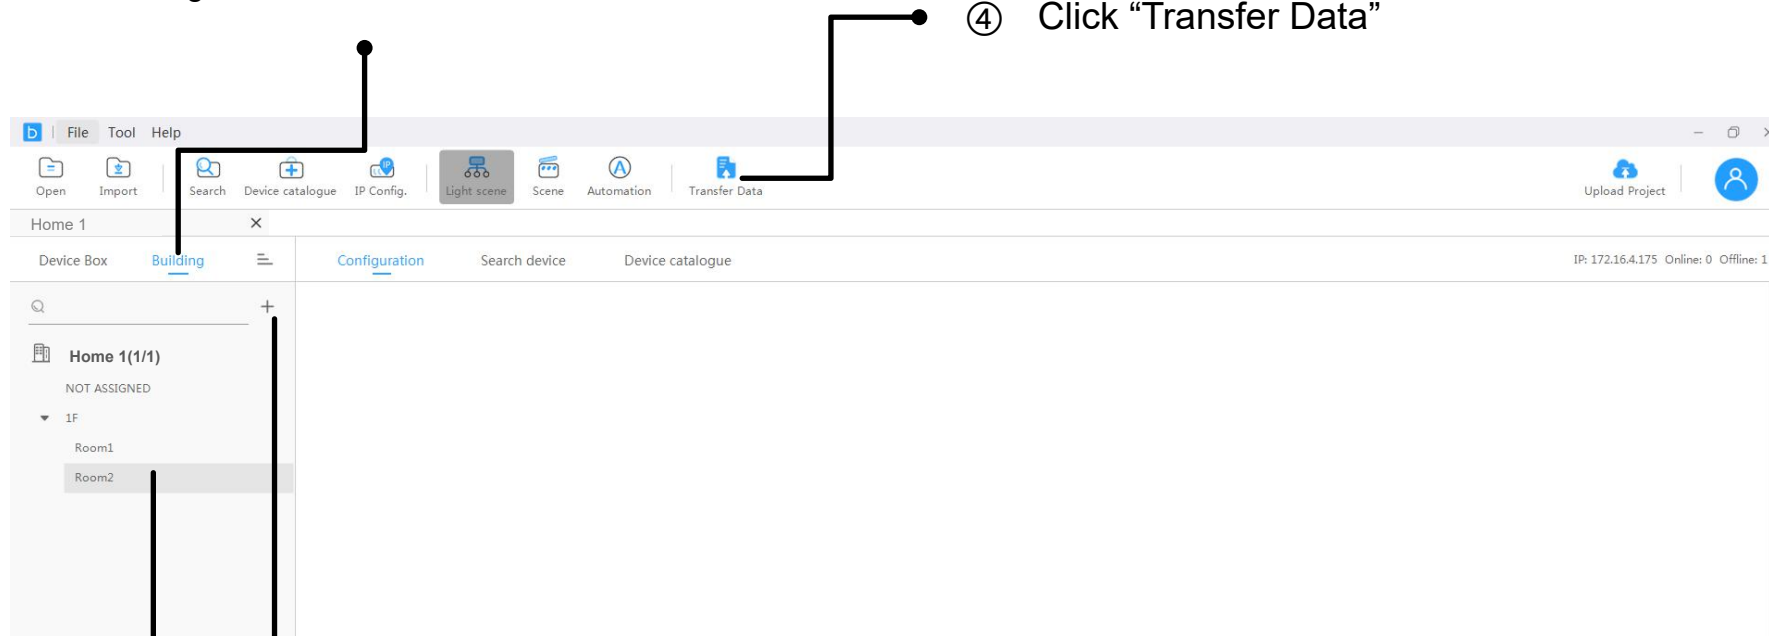 ④ Click “Transfer Data”
File Tool Help
Open Import Search Device catalogue IP Config. Light scene Scene Automation Transfer Data Upload Project
Home 1
Device Box Building Configuration Search device Device catalogue IP: 172.16.4.175 Online: 0 Offline: 1
Home 1(1/1)
NOT ASSIGNED
1F
Room1
Room2